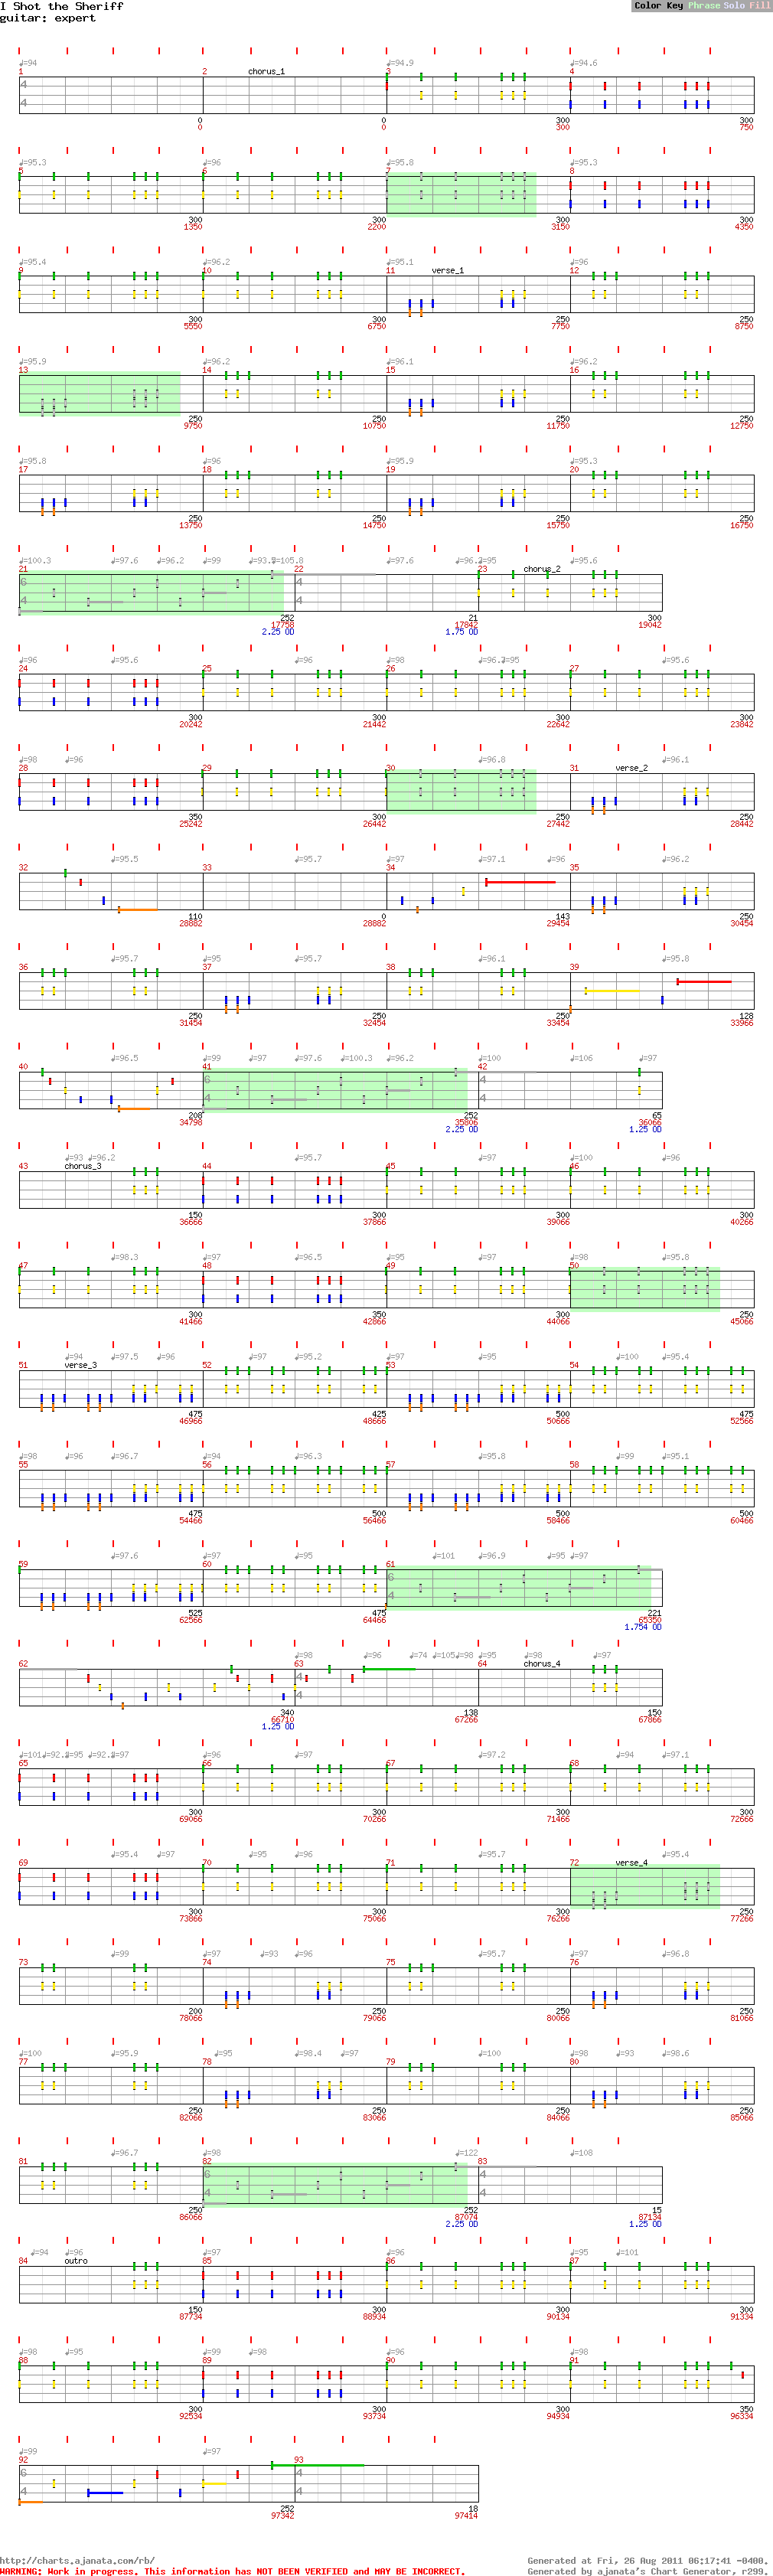 I Shot the Sheriff
guitar: expert
Color Key Phrase Solo Fill
♩=94 ♩=94.9 ♩=94.6
1 2 chorus_1 3 4
4
4
0 0 300 300
0 0 300 750
♩=95.3 ♩=96 ♩=95.8 ♩=95.3
5 6 7 8
300 300 300 300
1350 2200 3150 4350
♩=95.4 ♩=96.2 ♩=95.1 ♩=96
9 10 11 verse_1 12
300 300 250 250
5550 6750 7750 8750
♩=95.9 ♩=96.2 ♩=96.1 ♩=96.2
13 14 15 16
250 250 250 250
9750 10750 11750 12750
♩=95.8 ♩=96 ♩=95.9 ♩=95.3
17 18 19 20
250 250 250 250
13750 14750 15750 16750
♩=100.3 ♩=97.6 ♩=96.2 ♩=99 ♩=105.8 ♩=97.6 ♩=95 ♩=95.6
21 22 23 chorus_2
6 4
4 4
252 21 300
17758 17842 19042
2.25 OD 1.75 OD
♩=96 ♩=95.6 ♩=96 ♩=98 ♩=95 ♩=95.6
24 25 26 27
300 300 300 300
20242 21442 22642 23842
♩=98 ♩=96 ♩=96.8 ♩=96.1
28 29 30 31 verse_2
350 300 250 250
25242 26442 27442 28442
♩=95.5 ♩=95.7 ♩=97 ♩=97.1 ♩=96 ♩=96.2
32 33 34 35
110 0 143 250
28882 28882 29454 30454
♩=95.7 ♩=95 ♩=95.7 ♩=96.1 ♩=95.8
36 37 38 39
250 250 250 128
31454 32454 33454 33966
♩=96.5 ♩=99 ♩=97 ♩=97.6 ♩=100.3 ♩=96.2 ♩=100 ♩=106 ♩=97
40 41 42
6 4
4 4
208 252 65
34798 35806 36066
2.25 OD 1.25 OD
♩=93 ♩=96.2 ♩=95.7 ♩=97 ♩=100 ♩=96
43 chorus_3 44 45 46
150 300 300 300
36666 37866 39066 40266
♩=98.3 ♩=97 ♩=96.5 ♩=95 ♩=97 ♩=98 ♩=95.8
47 48 49 50
300 350 300 250
41466 42866 44066 45066
♩=94 ♩=97.5 ♩=96 ♩=97 ♩=95.2 ♩=97 ♩=95 ♩=100 ♩=95.4
51 verse_3 52 53 54
475 425 500 475
46966 48666 50666 52566
♩=98 ♩=96 ♩=96.7 ♩=94 ♩=96.3 ♩=95.8 ♩=99 ♩=95.1
55 56 57 58
475 500 500 500
54466 56466 58466 60466
♩=97.6 ♩=97 ♩=95 ♩=101 ♩=96.9 ♩=95 ♩=97
59 60 61
6
4
525 475 221
62566 64466 65350
1.754 OD
♩=98 ♩=96 ♩=74 ♩=105 ♩=98 ♩=95 ♩=98 ♩=97
62 63 64 chorus_4
4
4
340 138 150
66710 67266 67866
1.25 OD
♩=101 ♩=95 ♩=97 ♩=96 ♩=97 ♩=97.2 ♩=94 ♩=97.1
65 66 67 68
300 300 300 300
69066 70266 71466 72666
♩=95.4 ♩=97 ♩=95 ♩=96 ♩=95.7 ♩=95.4
69 70 71 72 verse_4
300 300 300 250
73866 75066 76266 77266
♩=99 ♩=97 ♩=93 ♩=96 ♩=95.7 ♩=97 ♩=96.8
73 74 75 76
200 250 250 250
78066 79066 80066 81066
♩=100 ♩=95.9 ♩=95 ♩=98.4 ♩=97 ♩=100 ♩=98 ♩=93 ♩=98.6
77 78 79 80
250 250 250 250
82066 83066 84066 85066
♩=96.7 ♩=98 ♩=122 ♩=108
81 82 83
6 4
4 4
250 252 15
86066 87074 87134
2.25 OD 1.25 OD
♩=94 ♩=96 ♩=97 ♩=96 ♩=95 ♩=101
84 outro 85 86 87
150 300 300 300
87734 88934 90134 91334
♩=98 ♩=95 ♩=99 ♩=98 ♩=96 ♩=98
88 89 90 91
300 300 300 350
92534 93734 94934 96334
♩=99 ♩=97
92 93
6 4
4 4
252 18
97342 97414
http://charts.ajanata.com/rb/
Generated at Fri, 26 Aug 2011 06:17:41 -0400.
WARNING: Work in progress. This information has NOT BEEN VERIFIED and MAY BE INCORRECT.
Generated by ajanata's Chart Generator, r299.